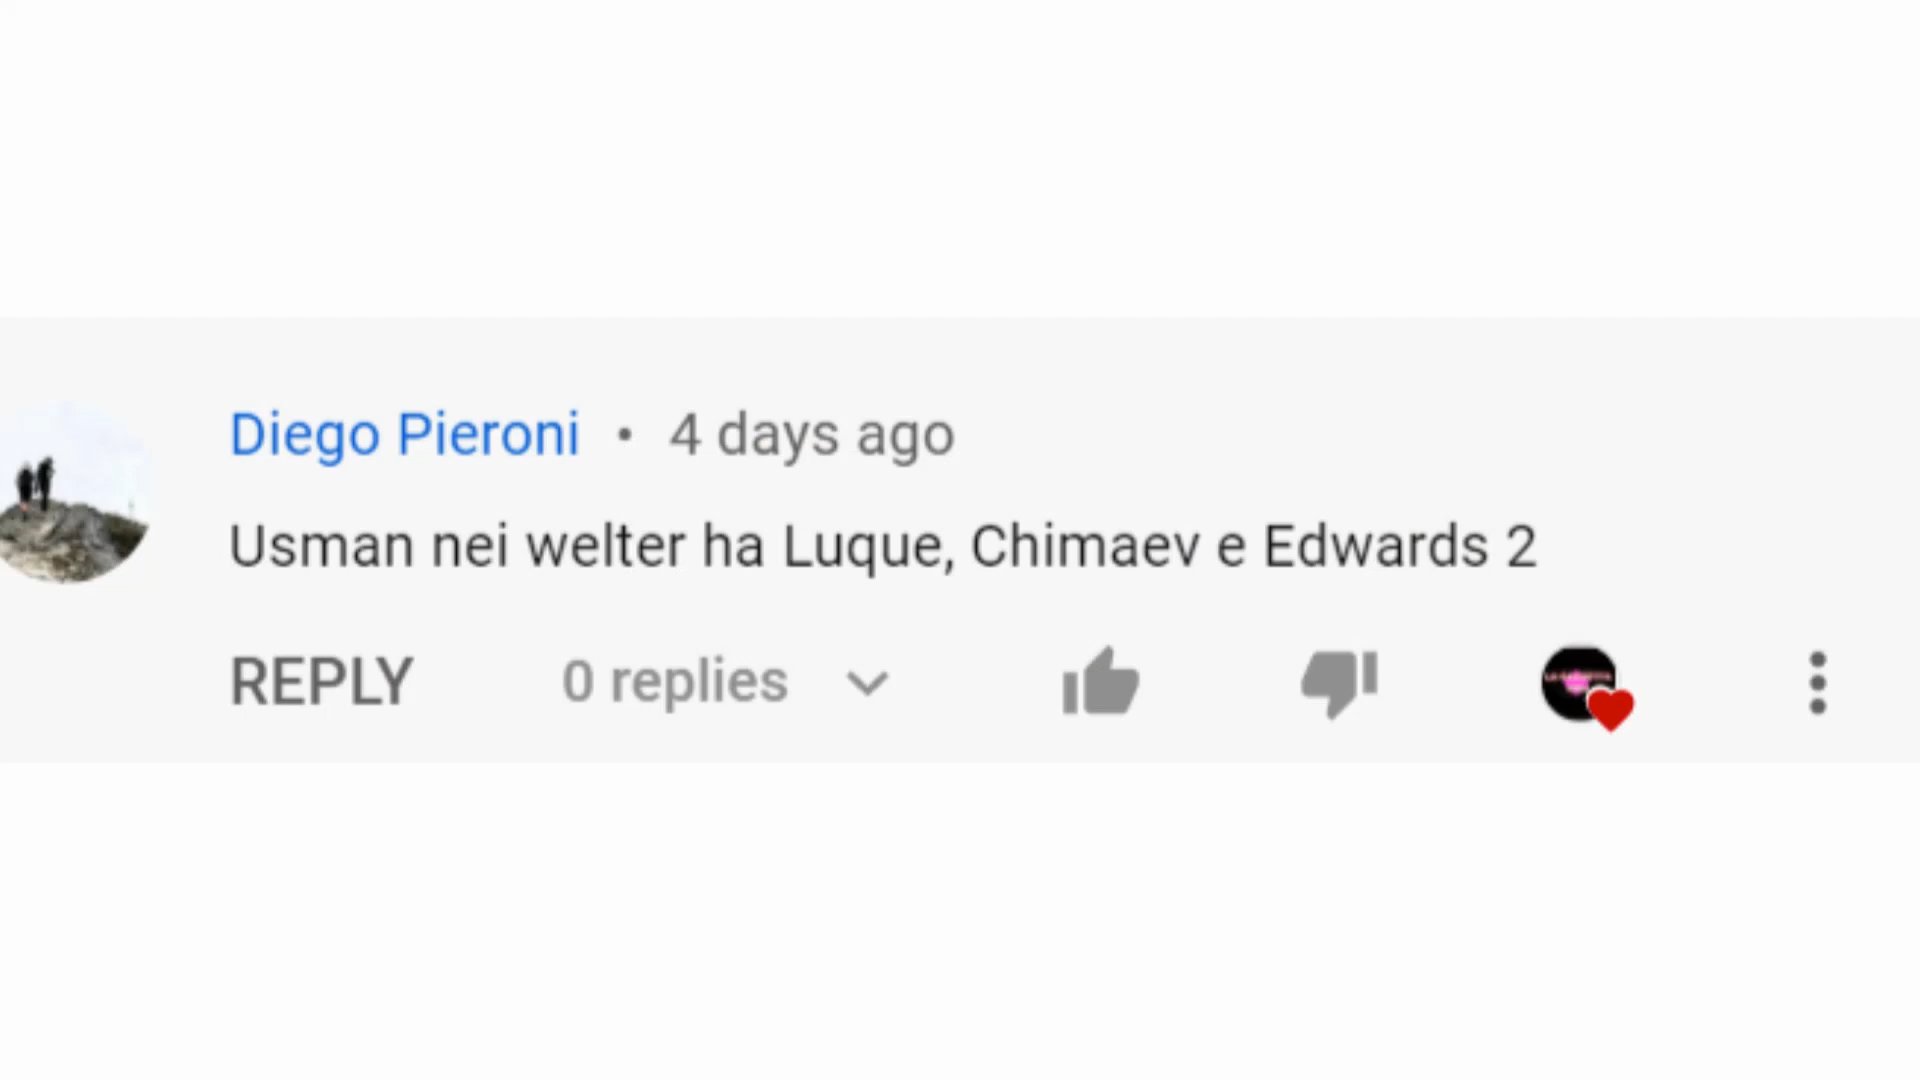 Diego Pieroni • 4 days ago
Usman nei welter ha Luque, Chimaev e Edwards 2
REPLY 0 replies